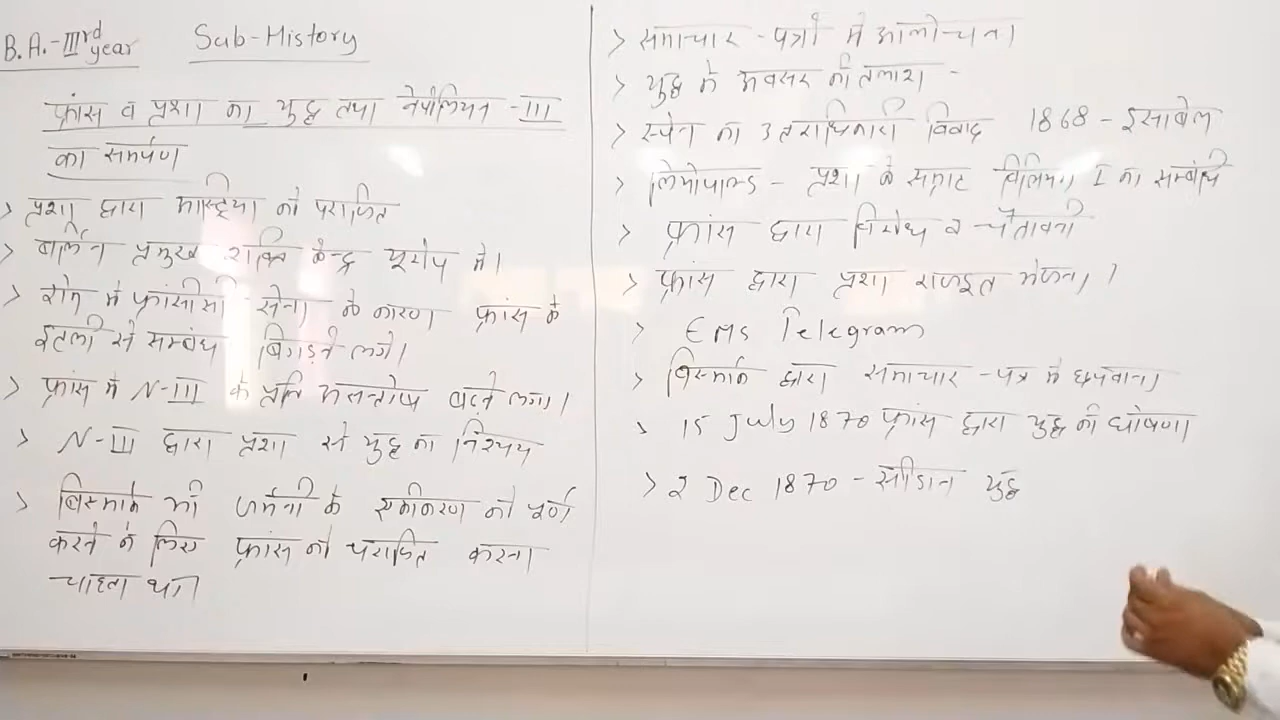 B.A.-IIIrd year
Sub-History
फ्रांस व प्रशा का युद्ध तथा नेपोलियन -III
का समर्पण
> प्रशा द्वारा आस्ट्रिया को पराजित
> बर्लिन प्रमुख शक्ति केन्द्र यूरोप मे।
> रोम मे फ्रांसीसी सेना के कारण फ्रांस के
इटली से सम्बंध बिगड़ने लगे।
> फ्रांस मे N-III के प्रति असन्तोष बढ़ने लगा।
> N-III द्वारा प्रशा से युद्ध का निश्चय
> बिस्मार्क भी जर्मनी के एकीकरण को पूर्ण
करने के लिए फ्रांस को पराजित करना
चाहता था।
> समाचार-पत्रों मे आलोचना
> युद्ध के अवसर की तलाश -
> स्पेन का उतराधिकारी विवाद 1868 - इसाबेल
> लियोपाल्ड - प्रशा के सम्राट विलियम I का सम्बंधि
> फ्रांस द्वारा विरोध व चेतावनी
> फ्रांस द्वारा प्रशा राजदूत भेजना।
> EMS Telegram
> बिस्मार्क द्वारा समाचार-पत्र मे छपवाना
> 15 July 1870 फ्रांस द्वारा युद्ध की घोषणा
> 2 Dec 1870 - सीडान युद्ध